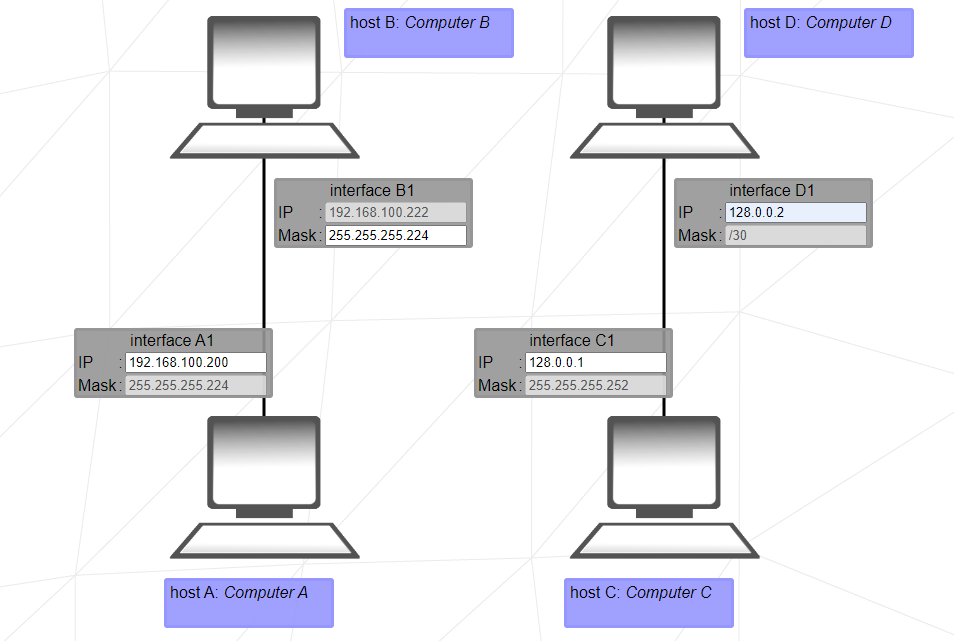 host B: Computer B
host D: Computer D
interface B1
IP : 192.168.100.222
Mask : 255.255.255.224
interface D1
IP : 128.0.0.2
Mask : /30
interface A1
IP : 192.168.100.200
Mask : 255.255.255.224
interface C1
IP : 128.0.0.1
Mask : 255.255.255.252
host A: Computer A
host C: Computer C